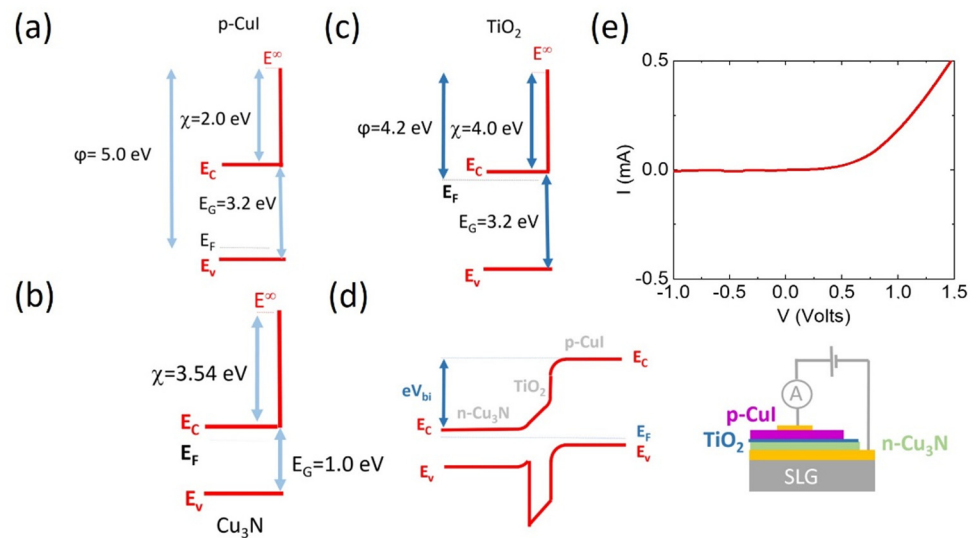 (a)
p-CuI
E∞
χ=2.0 eV
φ= 5.0 eV
EC
EG=3.2 eV
EF
Ev
(b)
E∞
χ=3.54 eV
EC
EF
EG=1.0 eV
Ev
Cu3N
(c)
TiO2
E∞
φ=4.2 eV
χ=4.0 eV
EC
EF
EG=3.2 eV
Ev
(d)
p-CuI
EC
TiO2
eVbi
n-Cu3N
EC
EF
Ev
Ev
(e)
0.5
0.0
-0.5
I (mA)
-1.0 -0.5 0.0 0.5 1.0 1.5
V (Volts)
A
p-CuI
TiO2
n-Cu3N
SLG